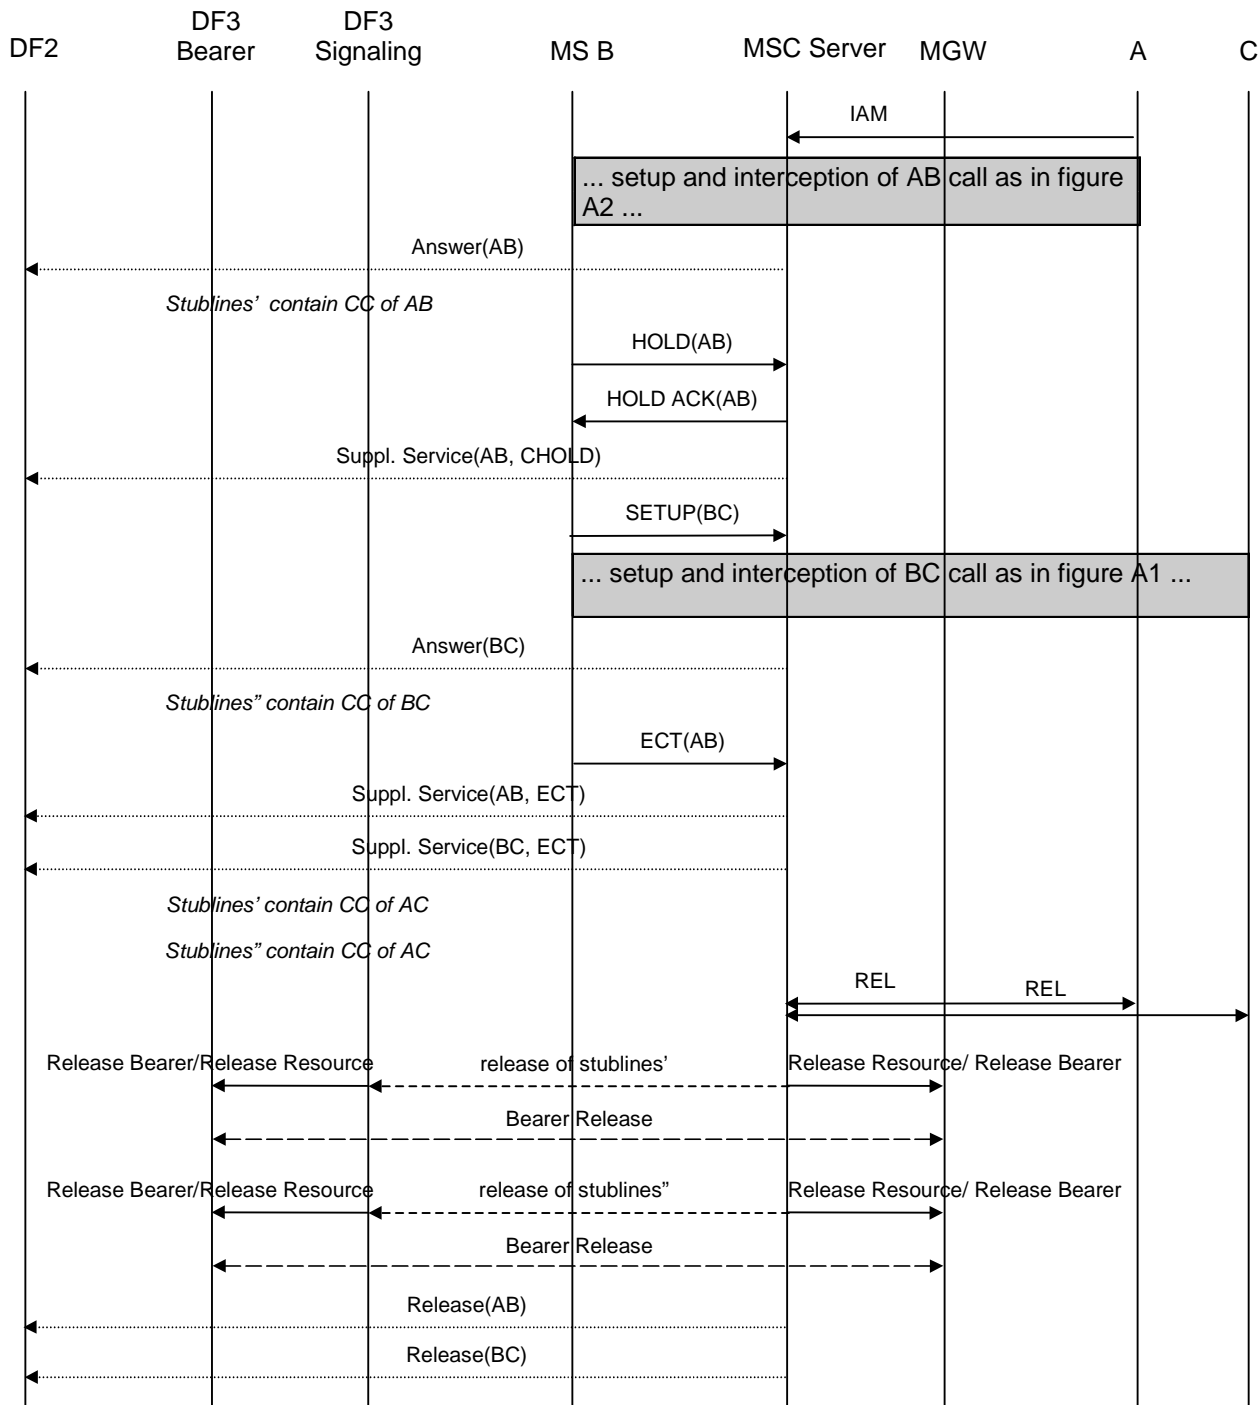 DF2
DF3
Bearer
DF3
Signaling
MS B
MSC Server
MGW
A
C
IAM
... setup and interception of AB call as in figure
A2 ...
Answer(AB)
Stublines’  contain CC of AB
HOLD(AB)
HOLD ACK(AB)
Suppl. Service(AB, CHOLD)
SETUP(BC)
... setup and interception of BC call as in figure A1 ...
Answer(BC)
Stublines” contain CC of BC
ECT(AB)
Suppl. Service(AB, ECT)
Suppl. Service(BC, ECT)
Stublines’ contain CC of AC
Stublines” contain CC of AC
REL
REL
Release Bearer/Release Resource
release of stublines’
Release Resource/ Release Bearer
Bearer Release
Release Bearer/Release Resource
release of stublines”
Release Resource/ Release Bearer
Bearer Release
Release(AB)
Release(BC)